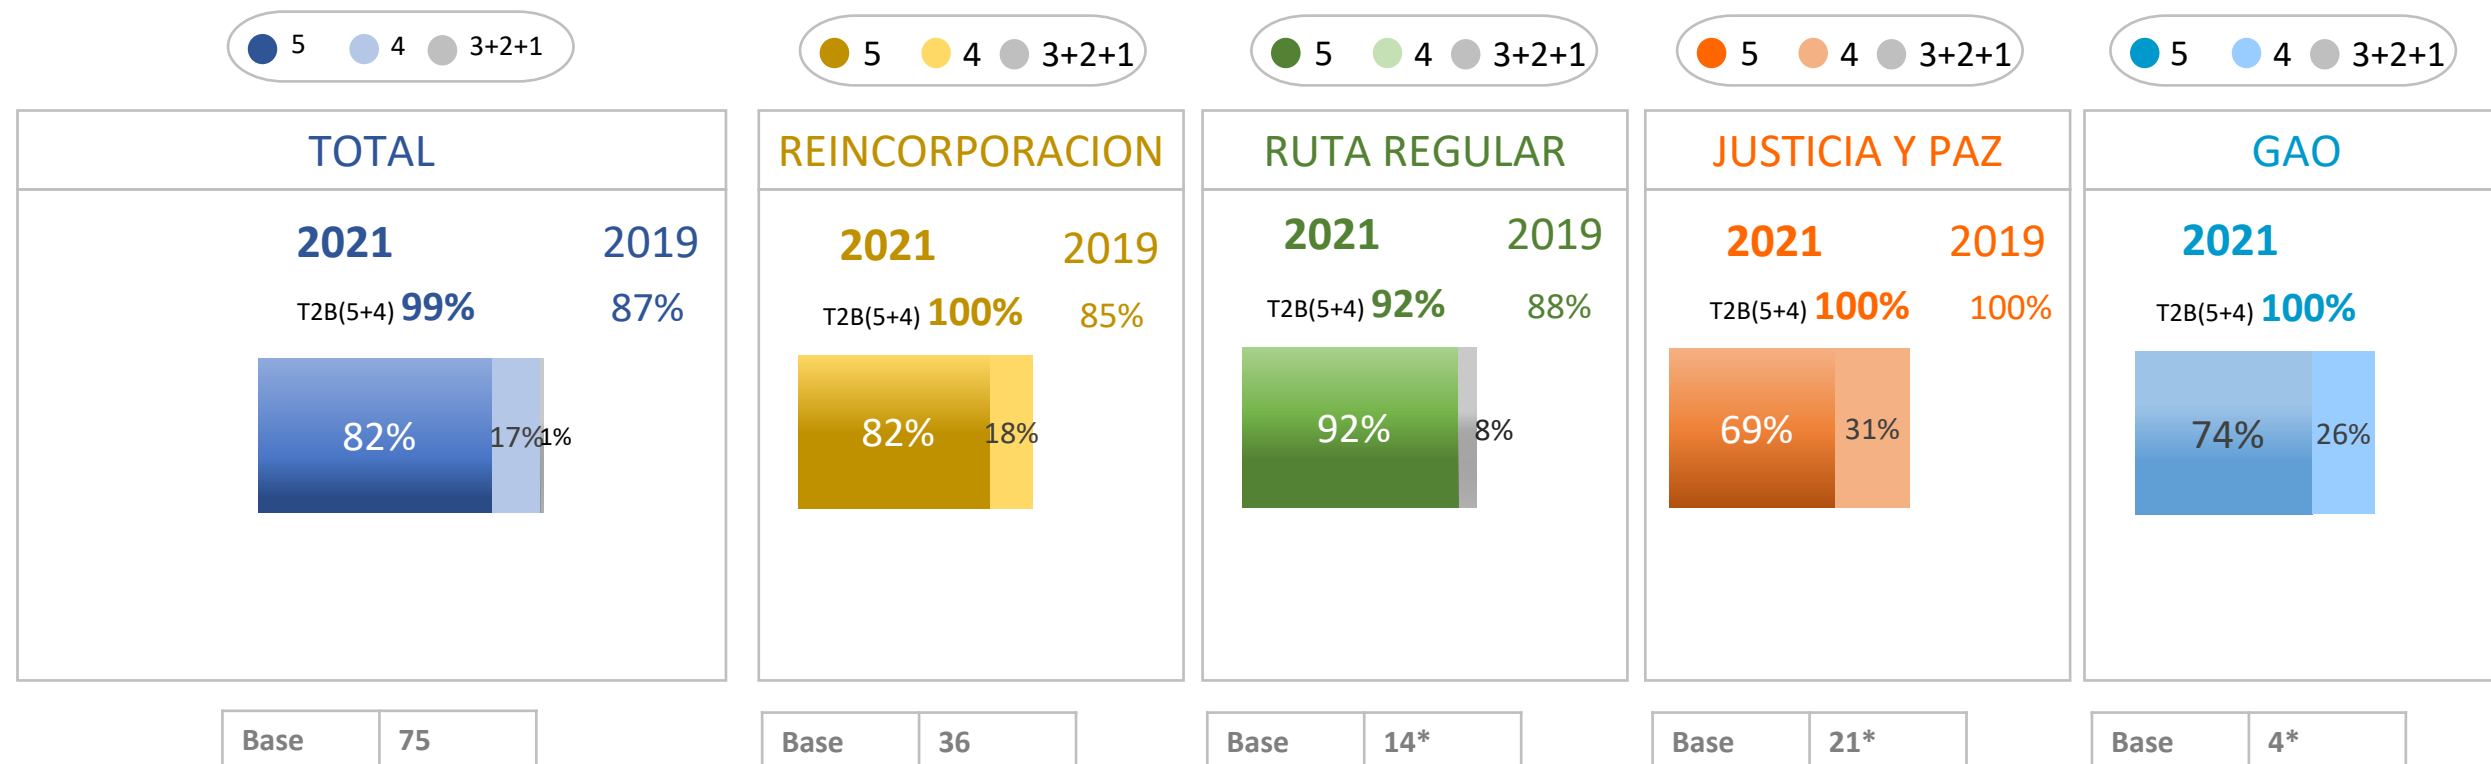 5 4 3+2+1
TOTAL
2021 2019
T2B(5+4) 99% 87%
82% 17% 1%
Base 75
5 4 3+2+1
REINCORPORACION
2021 2019
T2B(5+4) 100% 85%
82% 18%
Base 36
5 4 3+2+1
RUTA REGULAR
2021 2019
T2B(5+4) 92% 88%
92% 8%
Base 14*
5 4 3+2+1
JUSTICIA Y PAZ
2021 2019
T2B(5+4) 100% 100%
69% 31%
Base 21*
5 4 3+2+1
GAO
2021
T2B(5+4) 100%
74% 26%
Base 4*